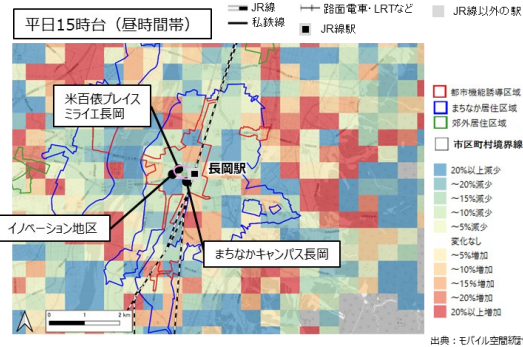 平日15時台（昼時間帯）
JR線
私鉄線
路面電車・LRTなど
JR線駅
JR線以外の駅
米百俵プレイス
ミライエ長岡
長岡駅
イノベーション地区
まちなかキャンパス長岡
都市機能誘導区域
まちなか居住区域
郊外居住区域
市区町村境界線
20%以上減少
～20%減少
～15%減少
～10%減少
～5%減少
変化なし
～5%増加
～10%増加
～15%増加
～20%増加
20%以上増加
0 1 2 km
出典：モバイル空間統計